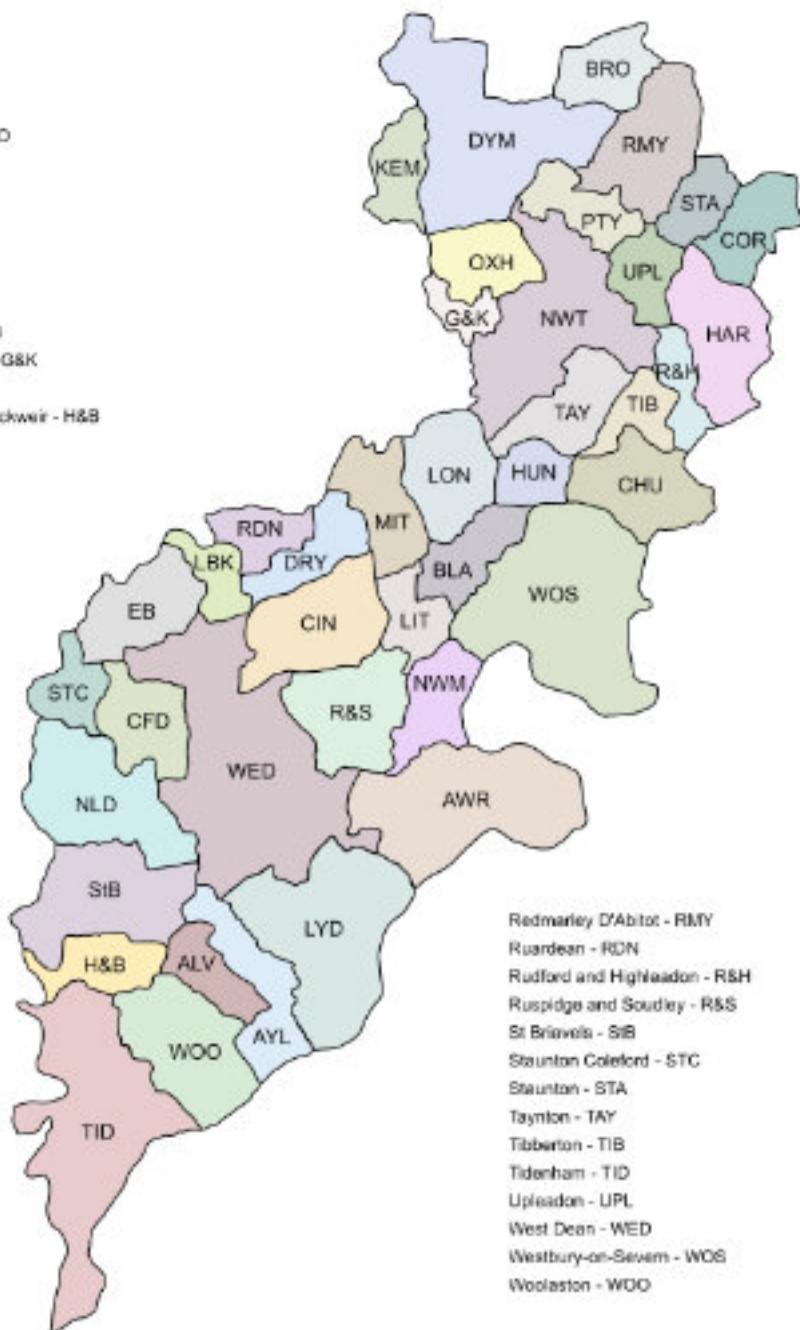 BRO
DYM
RMY
KEM
STA
PTY
COR
OXH
UPL
G&K
NWT
HAR
G&K
R&H
TAY
TIB
ckweir - H&B
LON
HUN
CHU
MIT
RDN
LBK
DRY
BLA
WOS
EB
CIN
LIT
STC
CFD
R&S
NWM
WED
NLD
AWR
StB
LYD
H&B
ALV
AYL
WOO
TID
Redmarley D'Abitot - RMY
Ruardean - RDN
Rudford and Highleadon - R&H
Ruspidge and Soudley - R&S
St Briavels - StB
Staunton Coleford - STC
Staunton - STA
Taynton - TAY
Tibberton - TIB
Tidenham - TID
Upleadon - UPL
West Dean - WED
Westbury-on-Severn - WOS
Woolaston - WOO